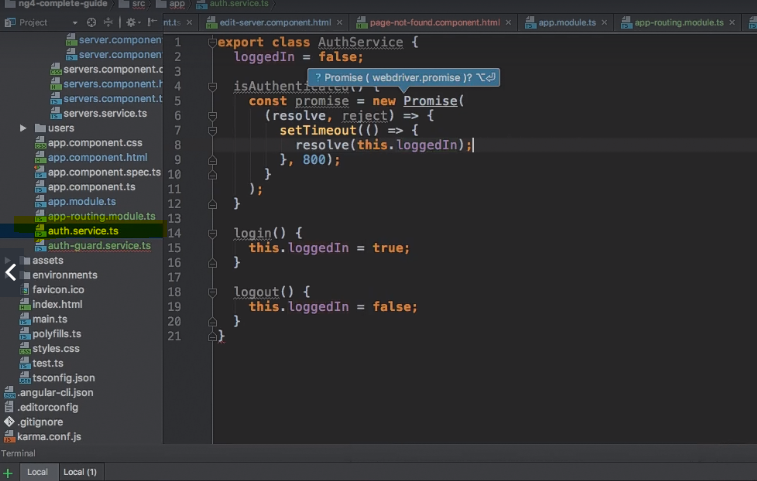 ng4-complete-guide src app auth.service.ts
Project nt.ts edit-server.component.html page-not-found.component.html app.module.ts app-routing.module.ts
server.componen
server.componen
servers.component.c
servers.component.h
servers.component.t
servers.service.ts
users
app.component.css
app.component.html
app.component.spec.ts
app.component.ts
app.module.ts
app-routing.module.ts
auth.service.ts
auth-guard.service.ts
assets
environments
favicon.ico
index.html
main.ts
polyfills.ts
styles.css
test.ts
tsconfig.json
.angular-cli.json
.editorconfig
.gitignore
karma.conf.js
1 export class AuthService {
2 loggedIn = false;
3
? Promise ( webdriver.promise )? ⌥⏎
4 isAuthenticated() {
5 const promise = new Promise(
6 (resolve, reject) => {
7 setTimeout(() => {
8 resolve(this.loggedIn);
9 }, 800);
10 }
11 );
12 }
13
14 login() {
15 this.loggedIn = true;
16 }
17
18 logout() {
19 this.loggedIn = false;
20 }
21 }
Terminal
+ Local Local (1)